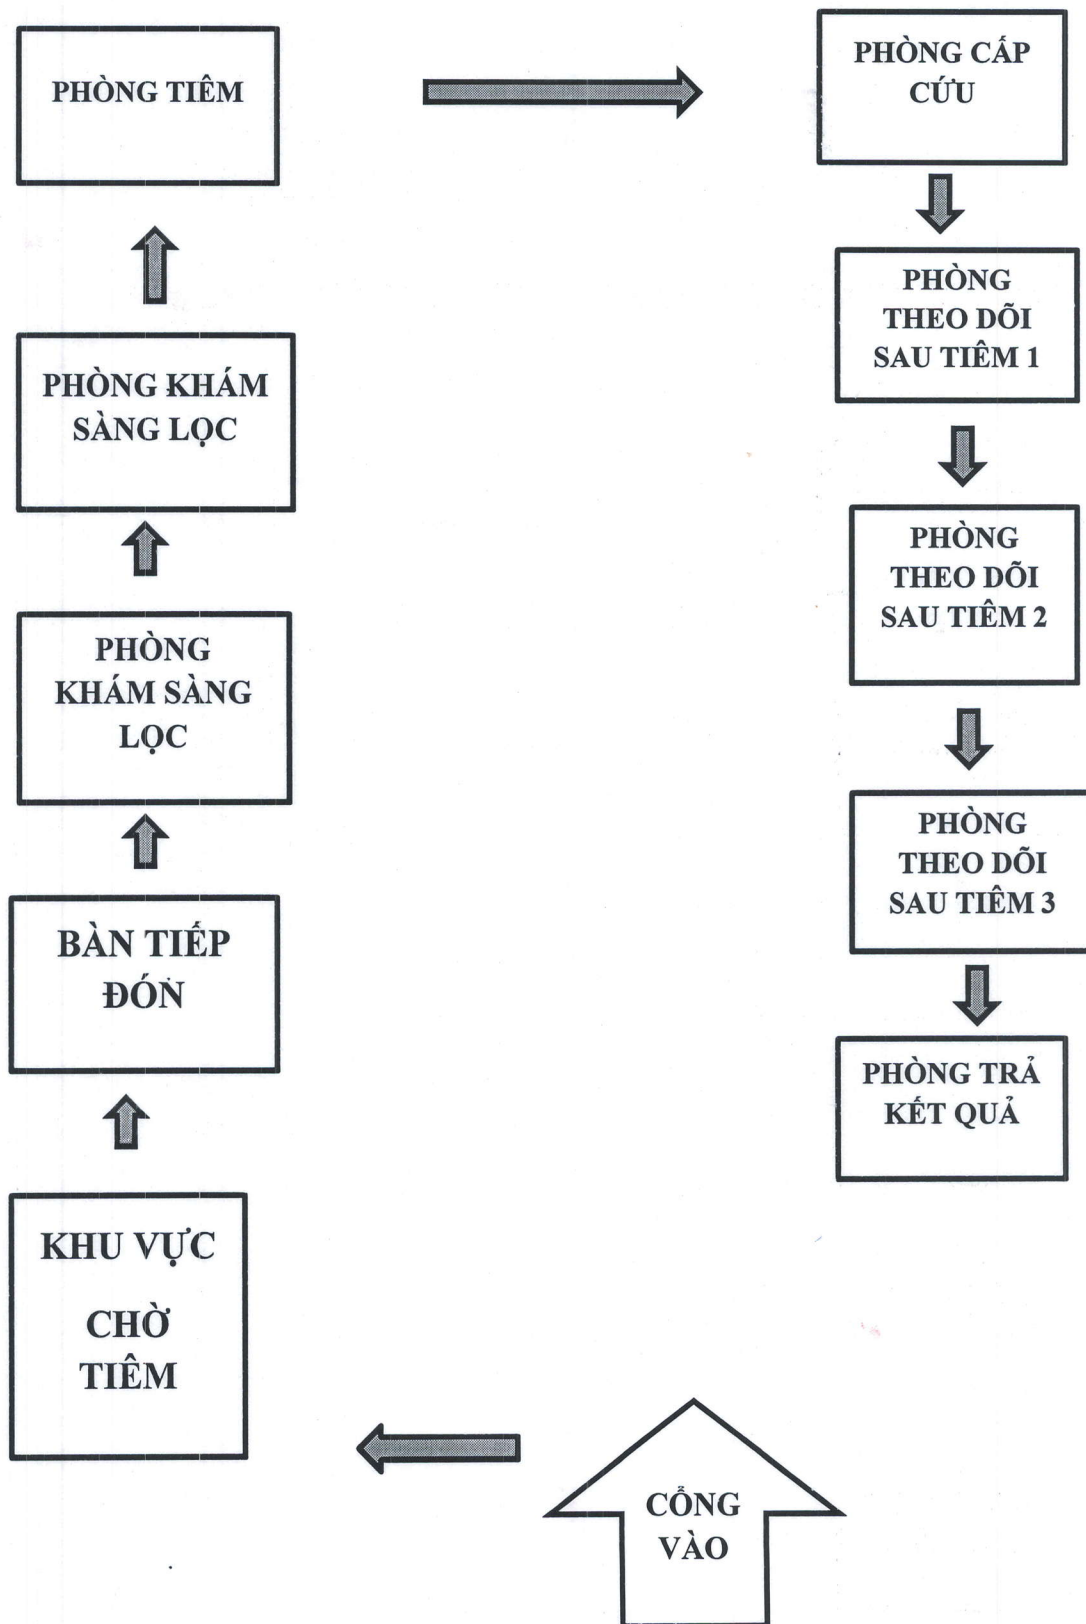 PHÒNG TIÊM
PHÒNG CẤP
CỨU
PHÒNG
THEO DÕI
SAU TIÊM 1
PHÒNG KHÁM
SÀNG LỌC
PHÒNG
THEO DÕI
SAU TIÊM 2
PHÒNG
KHÁM SÀNG
LỌC
PHÒNG
THEO DÕI
SAU TIÊM 3
BÀN TIẾP
ĐÓN
PHÒNG TRẢ
KẾT QUẢ
KHU VỰC
CHỜ
TIÊM
CỔNG
VÀO